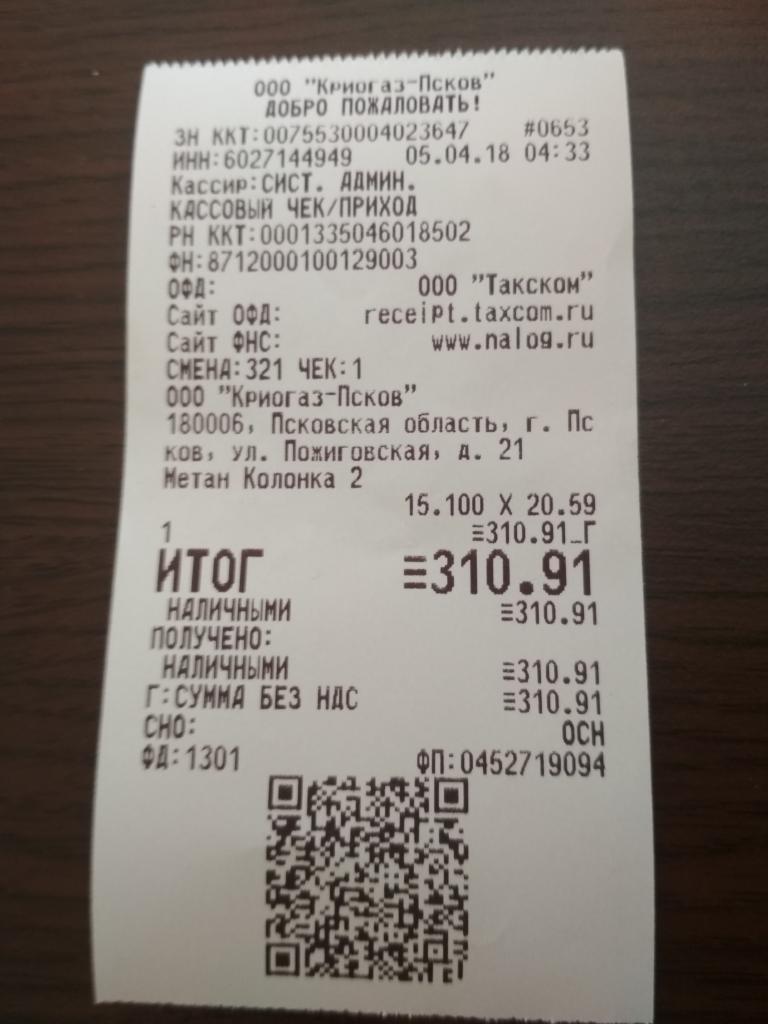 ООО "Криогаз-Псков"
ДОБРО ПОЖАЛОВАТЬ!
ЗН ККТ:0075530004023647 #0653
ИНН:6027144949 05.04.18 04:33
Кассир:СИСТ. АДМИН.
КАССОВЫЙ ЧЕК/ПРИХОД
РН ККТ:0001335046018502
ФН:8712000100129003
ОФД: ООО "Такском"
Сайт ОФД: receipt.taxcom.ru
Сайт ФНС: www.nalog.ru
СМЕНА:321 ЧЕК:1
ООО "Криогаз-Псков"
180006, Псковская область, г. Пс
ков, ул. Пожиговская, д. 21
Метан Колонка 2
15.100 X 20.59
1 ≡310.91_Г
ИТОГ ≡310.91
НАЛИЧНЫМИ ≡310.91
ПОЛУЧЕНО:
НАЛИЧНЫМИ ≡310.91
Г:СУММА БЕЗ НДС ≡310.91
СНО: ОСН
ФД:1301 ФП:0452719094